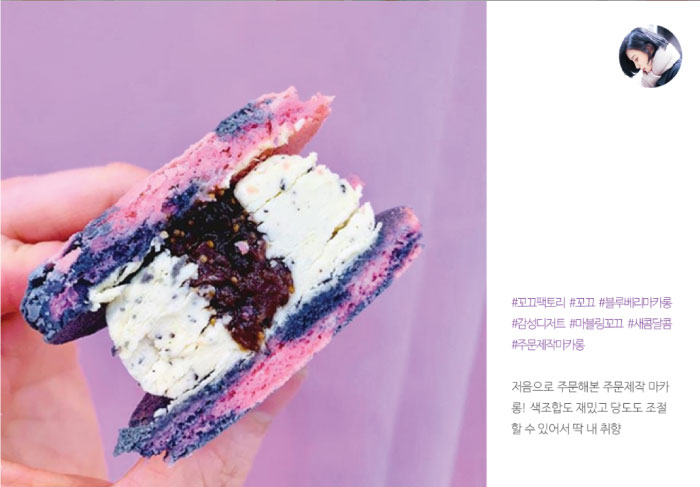 #꼬끄팩토리 #꼬끄 #블루베리마카롱
#감성디저트 #마블링꼬끄 #새콤달콤
#주문제작마카롱
저음으로 주문해본 주문제작 마카
롱! 색조합도 재밌고 당도도 조절
할 수 있어서 딱 내 취향